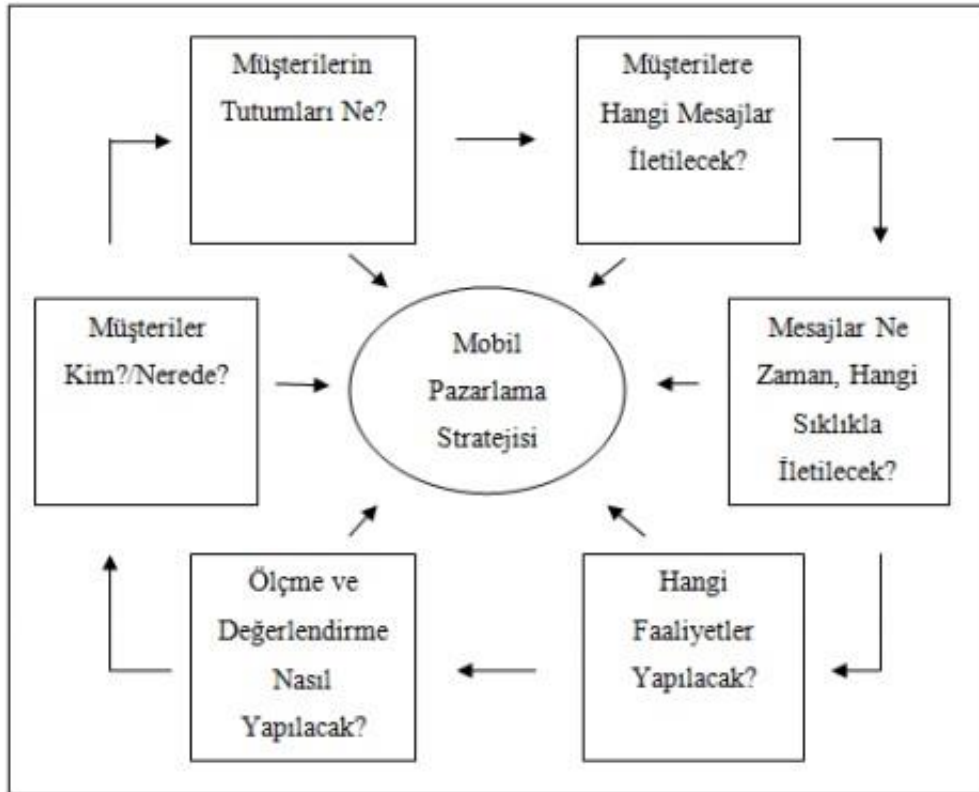 Müşterilerin
Tutumları Ne?
Müşterilere
Hangi Mesajlar
İletilecek?
Müşteriler
Kim?/Nerede?
Mobil
Pazarlama
Stratejisi
Mesajlar Ne
Zaman, Hangi
Sıklıkla
İletilecek?
Ölçme ve
Değerlendirme
Nasıl
Yapılacak?
Hangi
Faaliyetler
Yapılacak?